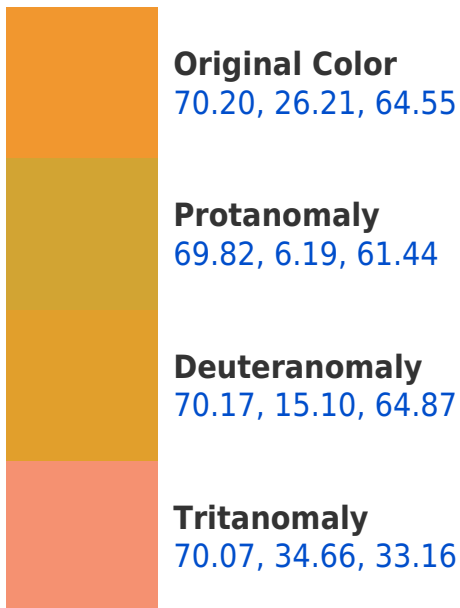 Original Color
70.20, 26.21, 64.55
Protanomaly
69.82, 6.19, 61.44
Deuteranomaly
70.17, 15.10, 64.87
Tritanomaly
70.07, 34.66, 33.16